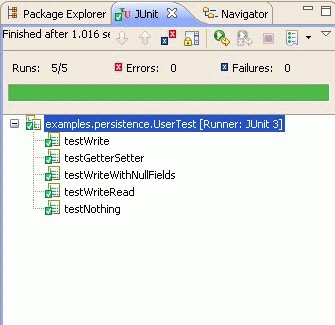 Package Explorer JUnit Navigator
Finished after 1.016 se
Runs: 5/5 Errors: 0 Failures: 0
examples.persistence.UserTest [Runner: JUnit 3]
testWrite
testGetterSetter
testWriteWithNullFields
testWriteRead
testNothing